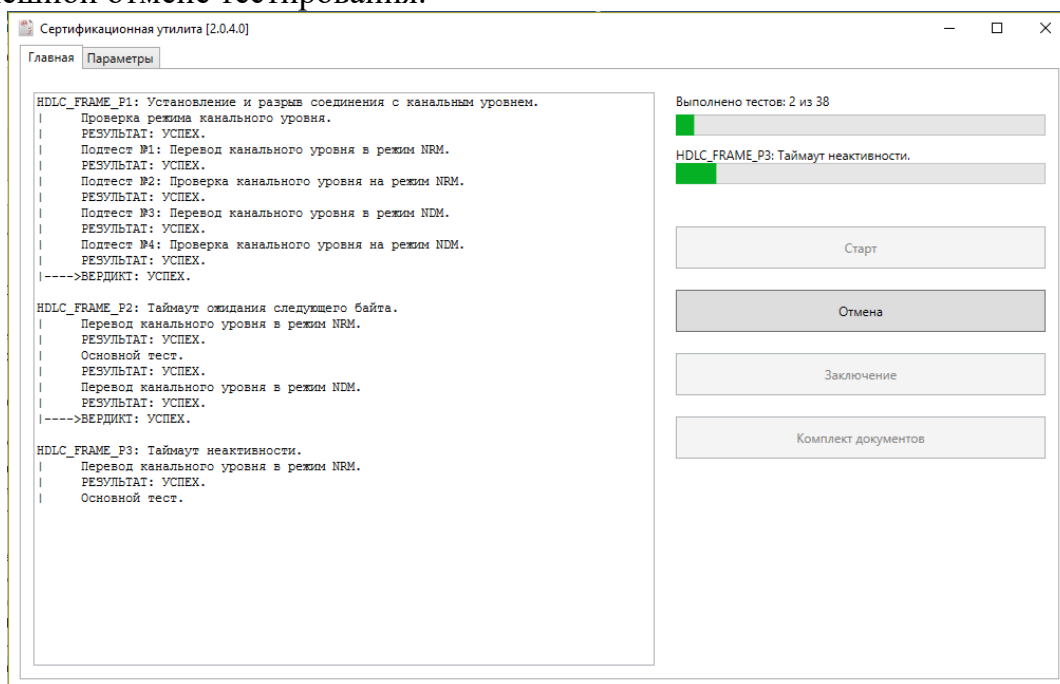 отмене тестирования.
Сертификационная утилита [2.0.4.0]
Главная Параметры
HDLC_FRAME_P1: Установление и разрыв соединения с канальным уровнем.
| Проверка режима канального уровня.
| РЕЗУЛЬТАТ: УСПЕХ.
| Подтест №1: Перевод канального уровня в режим NRM.
| РЕЗУЛЬТАТ: УСПЕХ.
| Подтест №2: Проверка канального уровня на режим NRM.
| РЕЗУЛЬТАТ: УСПЕХ.
| Подтест №3: Перевод канального уровня в режим NDM.
| РЕЗУЛЬТАТ: УСПЕХ.
| Подтест №4: Проверка канального уровня на режим NDM.
| РЕЗУЛЬТАТ: УСПЕХ.
|---->ВЕРДИКТ: УСПЕХ.
HDLC_FRAME_P2: Таймаут ожидания следующего байта.
| Перевод канального уровня в режим NRM.
| РЕЗУЛЬТАТ: УСПЕХ.
| Основной тест.
| РЕЗУЛЬТАТ: УСПЕХ.
| Перевод канального уровня в режим NDM.
| РЕЗУЛЬТАТ: УСПЕХ.
|---->ВЕРДИКТ: УСПЕХ.
HDLC_FRAME_P3: Таймаут неактивности.
| Перевод канального уровня в режим NRM.
| РЕЗУЛЬТАТ: УСПЕХ.
| Основной тест.
Выполнено тестов: 2 из 38
HDLC_FRAME_P3: Таймаут неактивности.
Старт
Отмена
Заключение
Комплект документов